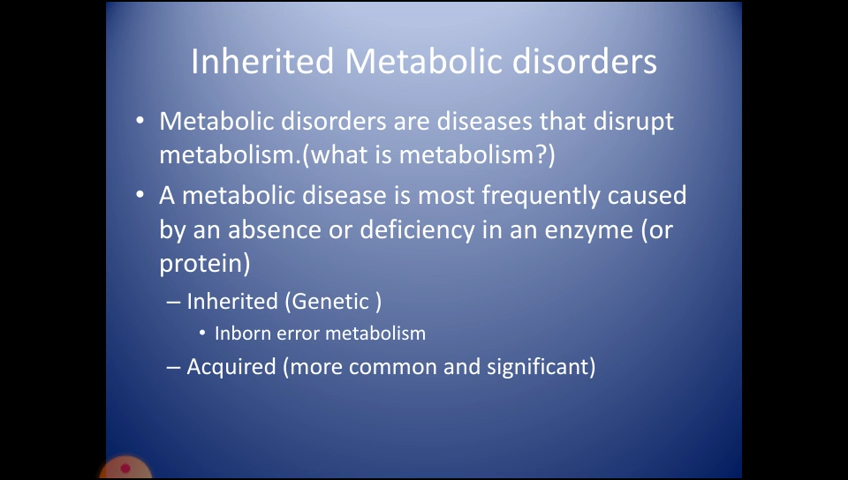 Inherited Metabolic disorders
• Metabolic disorders are diseases that disrupt
metabolism.(what is metabolism?)
• A metabolic disease is most frequently caused
by an absence or deficiency in an enzyme (or
protein)
– Inherited (Genetic )
• Inborn error metabolism
– Acquired (more common and significant)